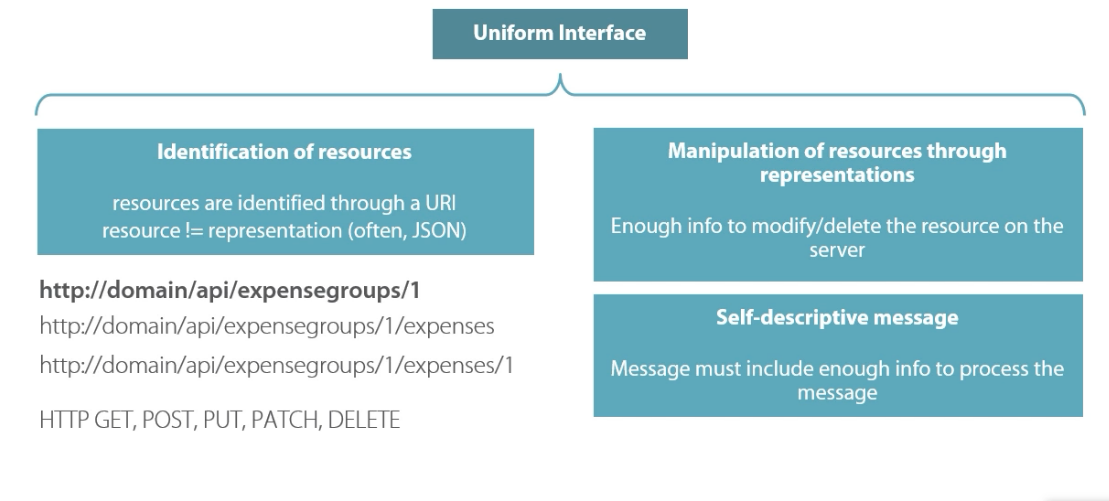 Uniform Interface
Identification of resources
resources are identified through a URI
resource != representation (often, JSON)
http://domain/api/expensegroups/1
http://domain/api/expensegroups/1/expenses
http://domain/api/expensegroups/1/expenses/1
HTTP GET, POST, PUT, PATCH, DELETE
Manipulation of resources through
representations
Enough info to modify/delete the resource on the
server
Self-descriptive message
Message must include enough info to process the
message